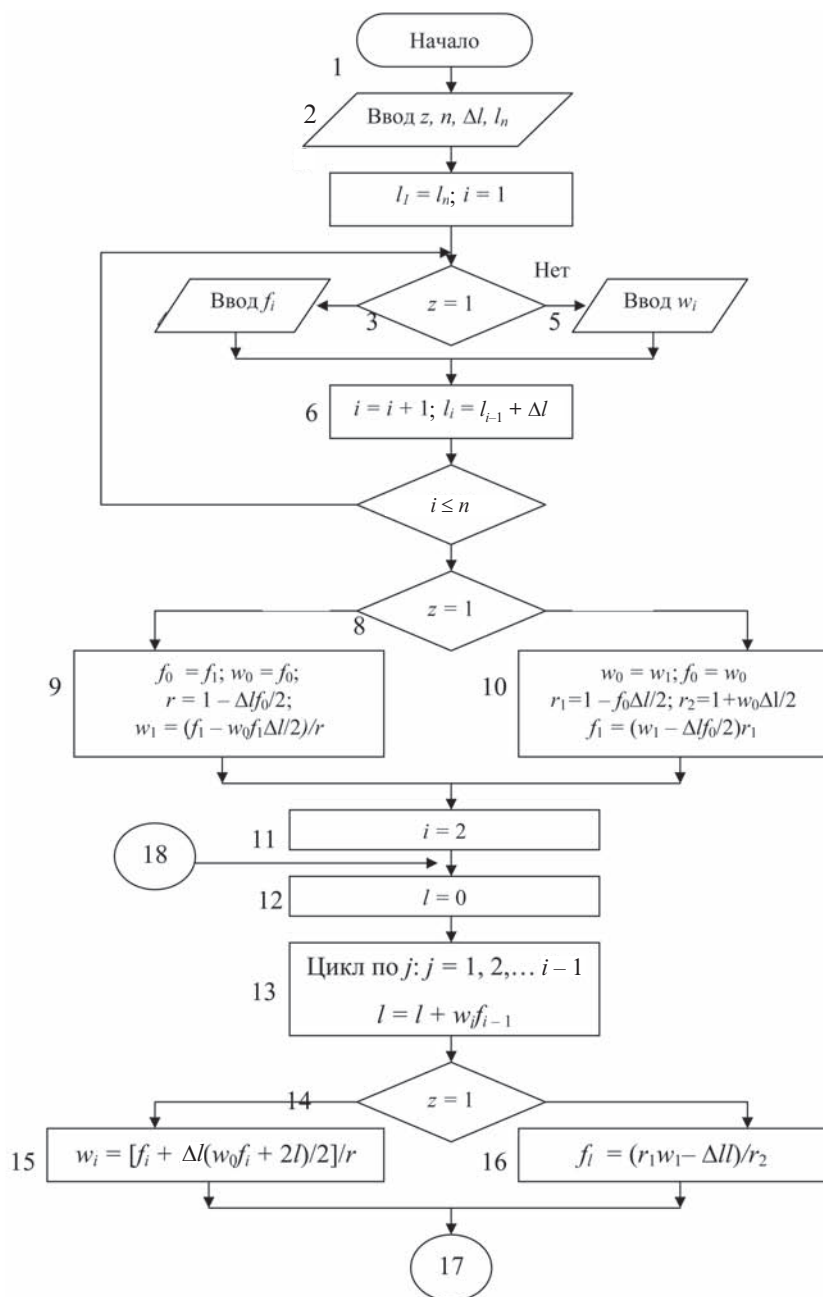 Начало
1
2
Ввод z, n, Δl, lₙ
l₁ = lₙ; i = 1
Нет
Ввод fᵢ
3
z = 1
5
Ввод wᵢ
6
i = i + 1; lᵢ = lᵢ₋₁ + Δl
i ≤ n
z = 1
8
9
f₀ = f₁; w₀ = f₀;
r = 1 – Δlf₀/2;
w₁ = (f₁ – w₀f₁Δl/2)/r
10
w₀ = w₁; f₀ = w₀
r₁=1 – f₀Δl/2; r₂=1+w₀Δl/2
f₁ = (w₁ – Δlf₀/2)r₁
11
i = 2
18
12
l = 0
13
Цикл по j: j = 1, 2,… i – 1
l = l + wᵢfᵢ₋₁
14
z = 1
15
wᵢ = [fᵢ + Δl(w₀fᵢ + 2l)/2]/r
16
fₗ = (r₁w₁– Δll)/r₂
17